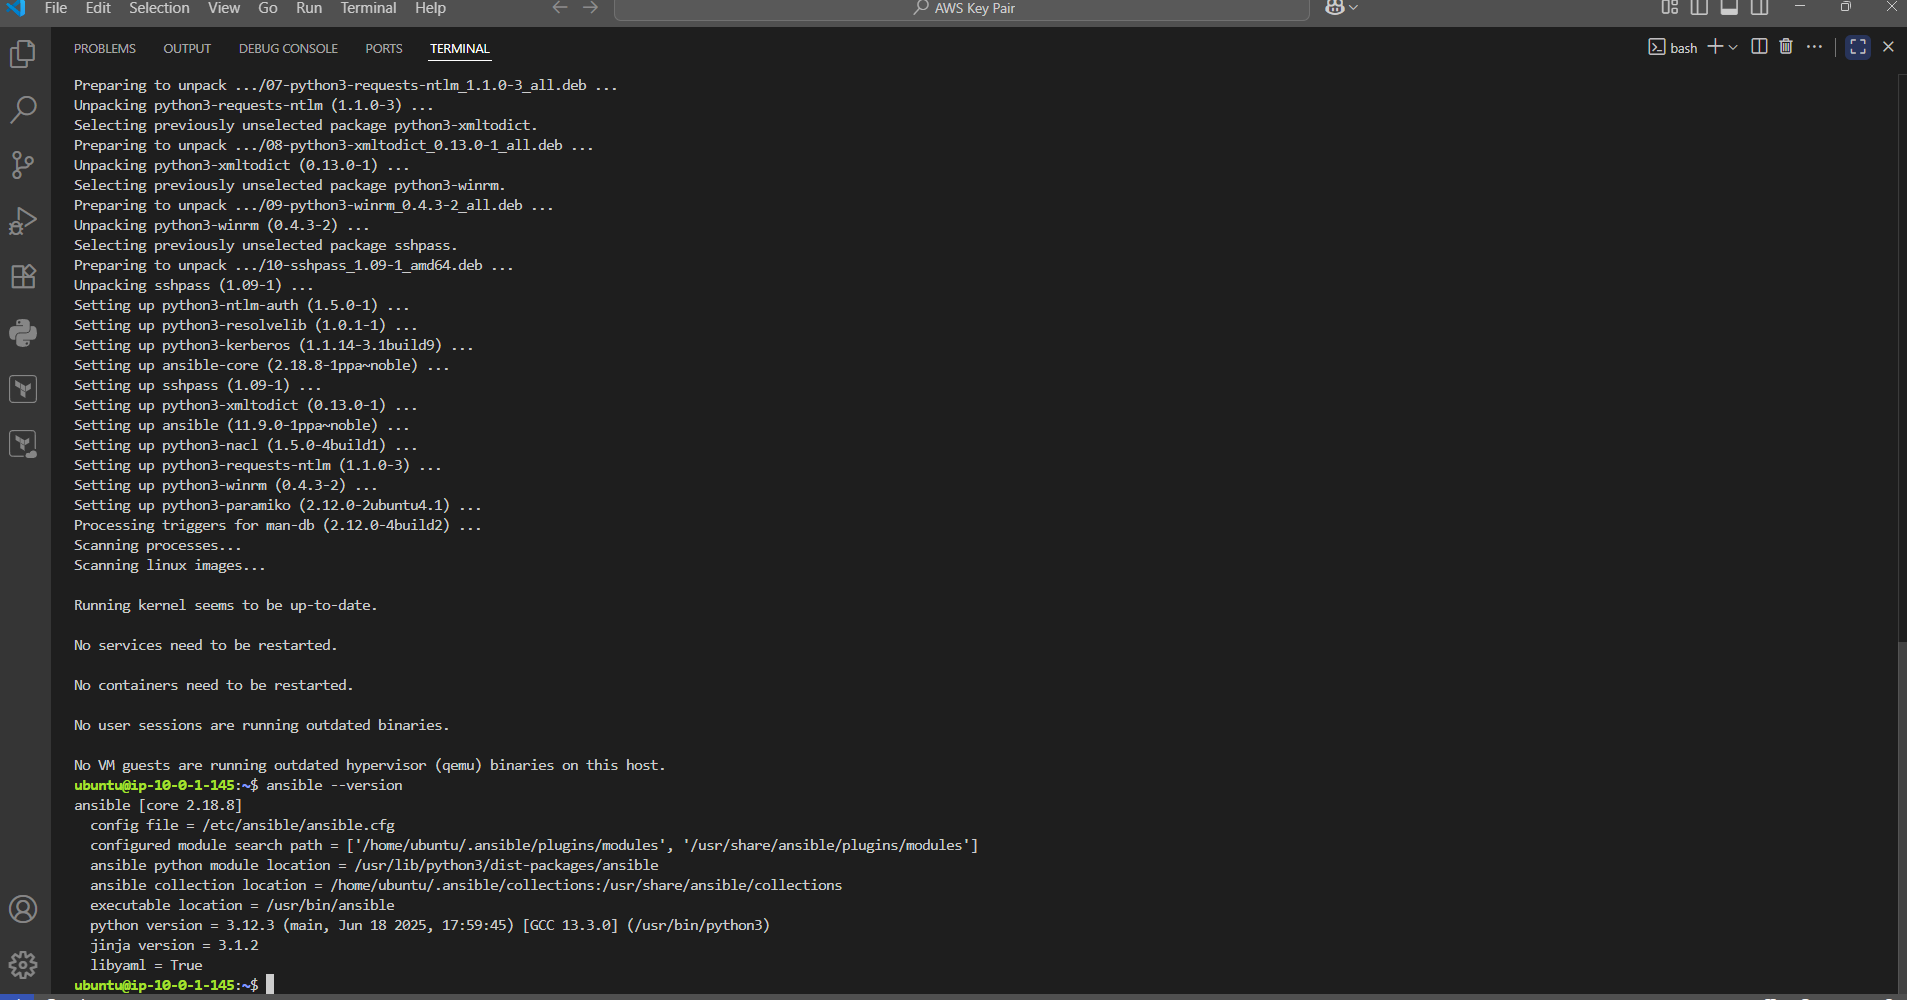 File Edit Selection View Go Run Terminal Help
AWS Key Pair
PROBLEMS OUTPUT DEBUG CONSOLE PORTS TERMINAL
bash
Preparing to unpack .../07-python3-requests-ntlm_1.1.0-3_all.deb ...
Unpacking python3-requests-ntlm (1.1.0-3) ...
Selecting previously unselected package python3-xmltodict.
Preparing to unpack .../08-python3-xmltodict_0.13.0-1_all.deb ...
Unpacking python3-xmltodict (0.13.0-1) ...
Selecting previously unselected package python3-winrm.
Preparing to unpack .../09-python3-winrm_0.4.3-2_all.deb ...
Unpacking python3-winrm (0.4.3-2) ...
Selecting previously unselected package sshpass.
Preparing to unpack .../10-sshpass_1.09-1_amd64.deb ...
Unpacking sshpass (1.09-1) ...
Setting up python3-ntlm-auth (1.5.0-1) ...
Setting up python3-resolvelib (1.0.1-1) ...
Setting up python3-kerberos (1.1.14-3.1build9) ...
Setting up ansible-core (2.18.8-1ppa~noble) ...
Setting up sshpass (1.09-1) ...
Setting up python3-xmltodict (0.13.0-1) ...
Setting up ansible (11.9.0-1ppa~noble) ...
Setting up python3-nacl (1.5.0-4build1) ...
Setting up python3-requests-ntlm (1.1.0-3) ...
Setting up python3-winrm (0.4.3-2) ...
Setting up python3-paramiko (2.12.0-2ubuntu4.1) ...
Processing triggers for man-db (2.12.0-4build2) ...
Scanning processes...
Scanning linux images...
Running kernel seems to be up-to-date.
No services need to be restarted.
No containers need to be restarted.
No user sessions are running outdated binaries.
No VM guests are running outdated hypervisor (qemu) binaries on this host.
ubuntu@ip-10-0-1-145:~$ ansible --version
ansible [core 2.18.8]
config file = /etc/ansible/ansible.cfg
configured module search path = ['/home/ubuntu/.ansible/plugins/modules', '/usr/share/ansible/plugins/modules']
ansible python module location = /usr/lib/python3/dist-packages/ansible
ansible collection location = /home/ubuntu/.ansible/collections:/usr/share/ansible/collections
executable location = /usr/bin/ansible
python version = 3.12.3 (main, Jun 18 2025, 17:59:45) [GCC 13.3.0] (/usr/bin/python3)
jinja version = 3.1.2
libyaml = True
ubuntu@ip-10-0-1-145:~$